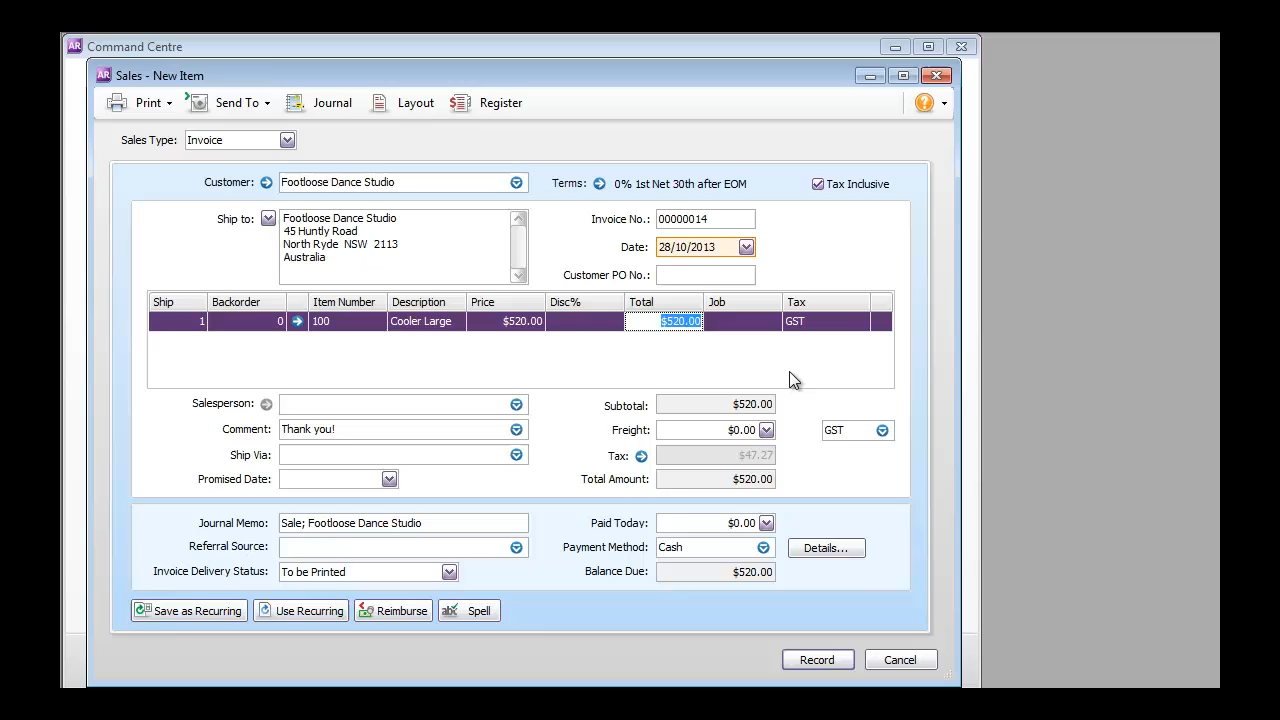 AR Command Centre
AR Sales - New Item
Print Send To Journal Layout Register ?
Sales Type: Invoice
Customer: Footloose Dance Studio Terms: 0% 1st Net 30th after EOM Tax Inclusive
Ship to: Footloose Dance Studio Invoice No.: 00000014
45 Huntly Road
North Ryde NSW 2113 Date: 28/10/2013
Australia
Customer PO No.:
Ship Backorder Item Number Description Price Disc% Total Job Tax
1 0 100 Cooler Large $520.00 $520.00 GST
Salesperson: Subtotal: $520.00
Comment: Thank you! Freight: $0.00 GST
Ship Via: Tax: $47.27
Promised Date: Total Amount: $520.00
Journal Memo: Sale; Footloose Dance Studio Paid Today: $0.00
Referral Source: Payment Method: Cash Details...
Invoice Delivery Status: To be Printed Balance Due: $520.00
Save as Recurring Use Recurring Reimburse abc Spell
Record Cancel